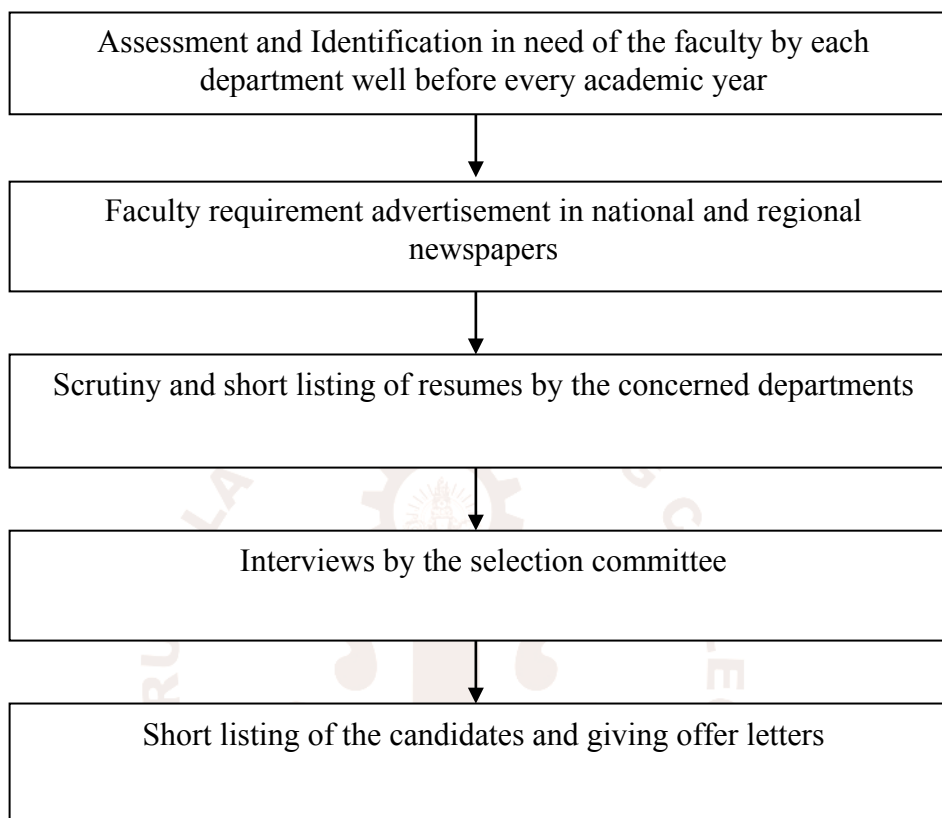 Assessment and Identification in need of the faculty by each
department well before every academic year
Faculty requirement advertisement in national and regional
newspapers
Scrutiny and short listing of resumes by the concerned departments
Interviews by the selection committee
Short listing of the candidates and giving offer letters